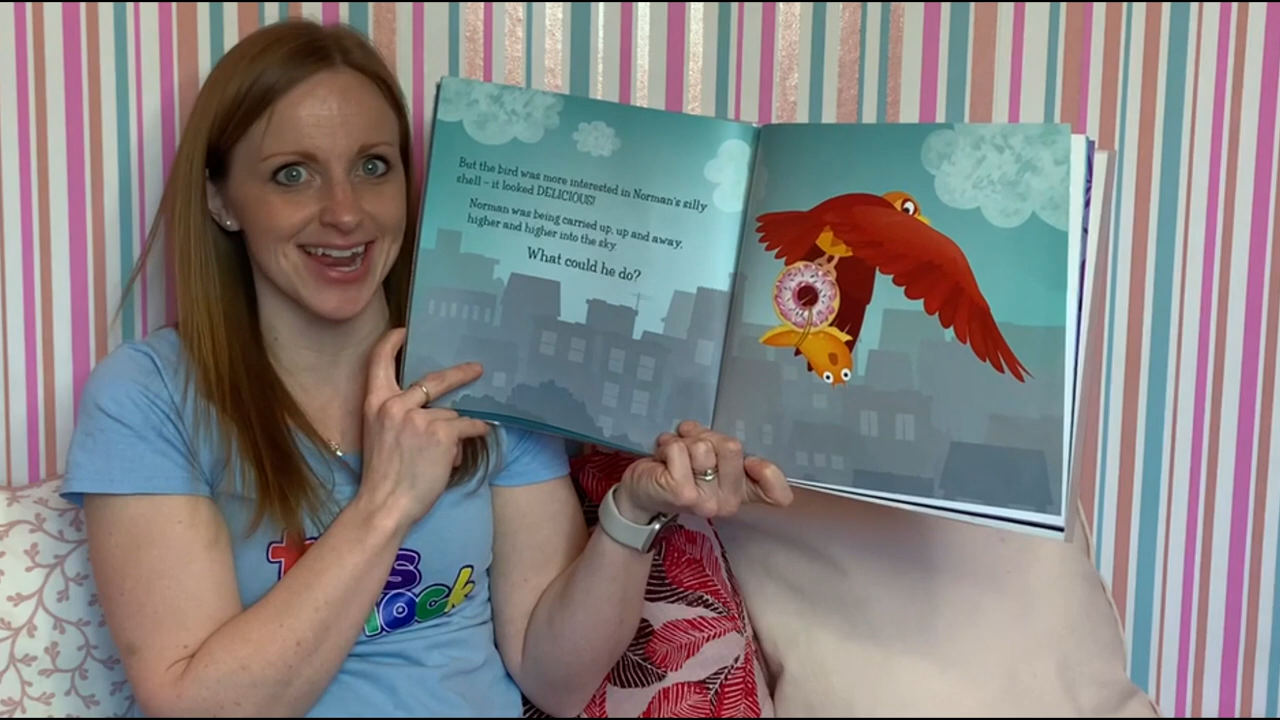 But the bird was more interested in Norman's silly
shell – it looked DELICIOUS!
Norman was being carried up, up and away,
higher and higher into the sky.
What could he do?